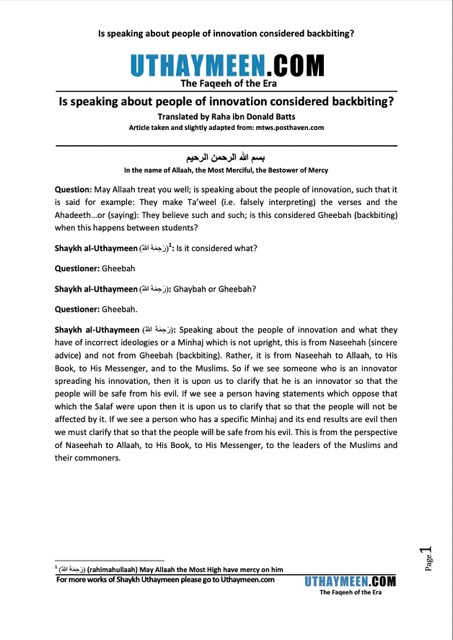 Is speaking about people of innovation considered backbiting?
UTHAYMEEN.COM
The Faqeeh of the Era
Is speaking about people of innovation considered backbiting?
Translated by Raha ibn Donald Batts
Article taken and slightly adapted from: mtws.posthaven.com
بسم الله الرحمن الرحيم
In the name of Allaah, the Most Merciful, the Bestower of Mercy
Question: May Allaah treat you well; is speaking about the people of innovation, such that it
is said for example: They make Ta'weel (i.e. falsely interpreting) the verses and the
Ahadeeth...or (saying): They believe such and such; is this considered Gheebah (backbiting)
when this happens between students?
Shaykh al-Uthaymeen (رَحِمَهُ اللهُ)1: Is it considered what?
Questioner: Gheebah
Shaykh al-Uthaymeen (رَحِمَهُ اللهُ): Ghaybah or Gheebah?
Questioner: Gheebah.
Shaykh al-Uthaymeen (رَحِمَهُ اللهُ): Speaking about the people of innovation and what they
have of incorrect ideologies or a Minhaj which is not upright, this is from Naseehah (sincere
advice) and not from Gheebah (backbiting). Rather, it is from Naseehah to Allaah, to His
Book, to His Messenger, and to the Muslims. So if we see someone who is an innovator
spreading his innovation, then it is upon us to clarify that he is an innovator so that the
people will be safe from his evil. If we see a person having statements which oppose that
which the Salaf were upon then it is upon us to clarify that so that the people will not be
affected by it. If we see a person who has a specific Minhaj and its end results are evil then
we must clarify that so that the people will be safe from his evil. This is from the perspective
of Naseehah to Allaah, to His Book, to His Messenger, to the leaders of the Muslims and
their commoners.
Page1
1 (رَحِمَهُ اللهُ) (rahimahullaah) May Allaah the Most High have mercy on him
For more works of Shaykh Uthaymeen please go to Uthaymeen.com
UTHAYMEEN.COM
The Faqeeh of the Era